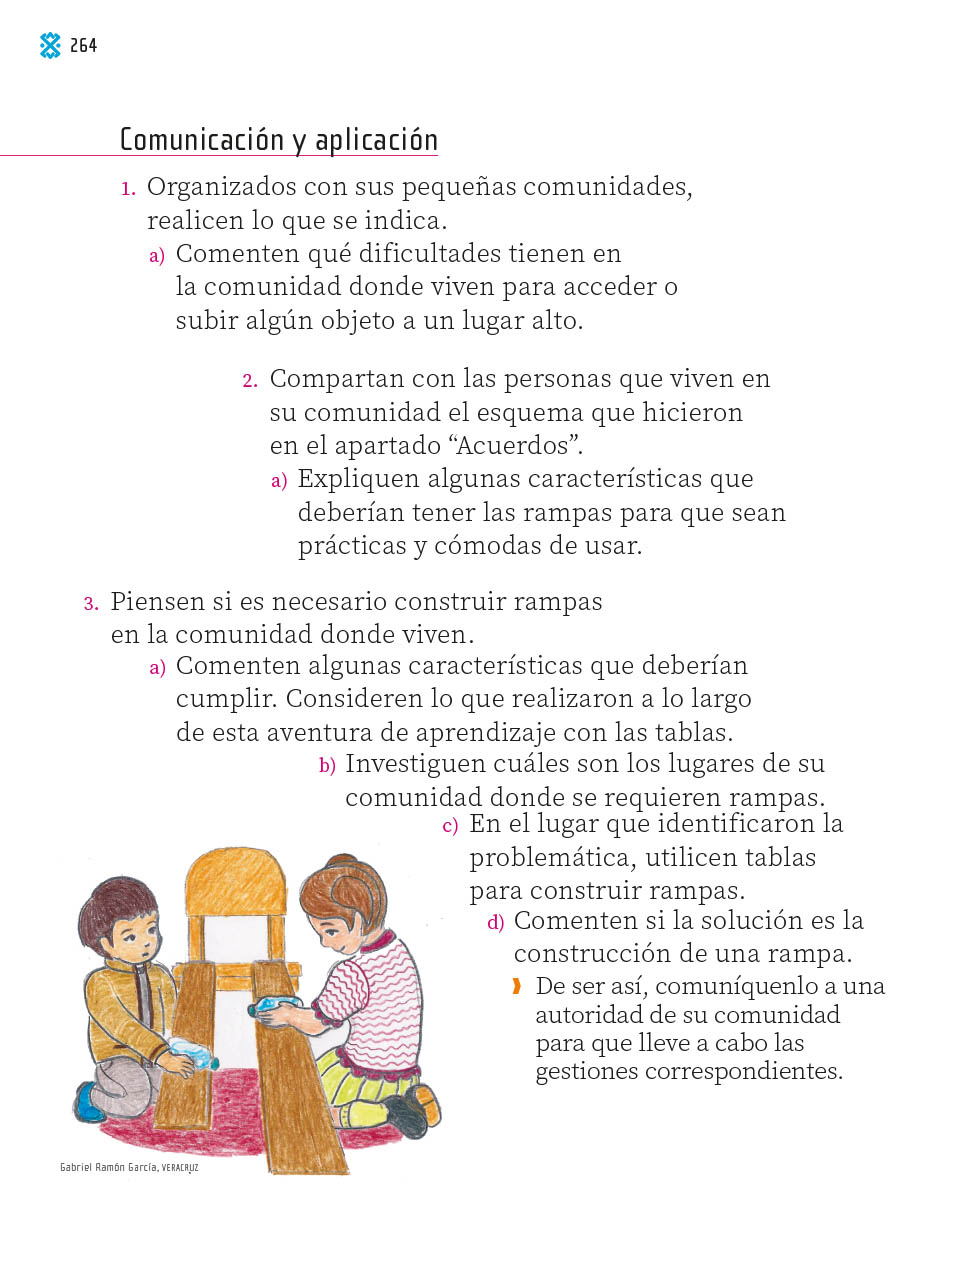 264
Comunicación y aplicación
1. Organizados con sus pequeñas comunidades,
realicen lo que se indica.
a) Comenten qué dificultades tienen en
la comunidad donde viven para acceder o
subir algún objeto a un lugar alto.
2. Compartan con las personas que viven en
su comunidad el esquema que hicieron
en el apartado “Acuerdos”.
a) Expliquen algunas características que
deberían tener las rampas para que sean
prácticas y cómodas de usar.
3. Piensen si es necesario construir rampas
en la comunidad donde viven.
a) Comenten algunas características que deberían
cumplir. Consideren lo que realizaron a lo largo
de esta aventura de aprendizaje con las tablas.
b) Investiguen cuáles son los lugares de su
comunidad donde se requieren rampas.
c) En el lugar que identificaron la
problemática, utilicen tablas
para construir rampas.
d) Comenten si la solución es la
construcción de una rampa.
De ser así, comuníquenlo a una
autoridad de su comunidad
para que lleve a cabo las
gestiones correspondientes.
Gabriel Ramón García, VERACRUZ